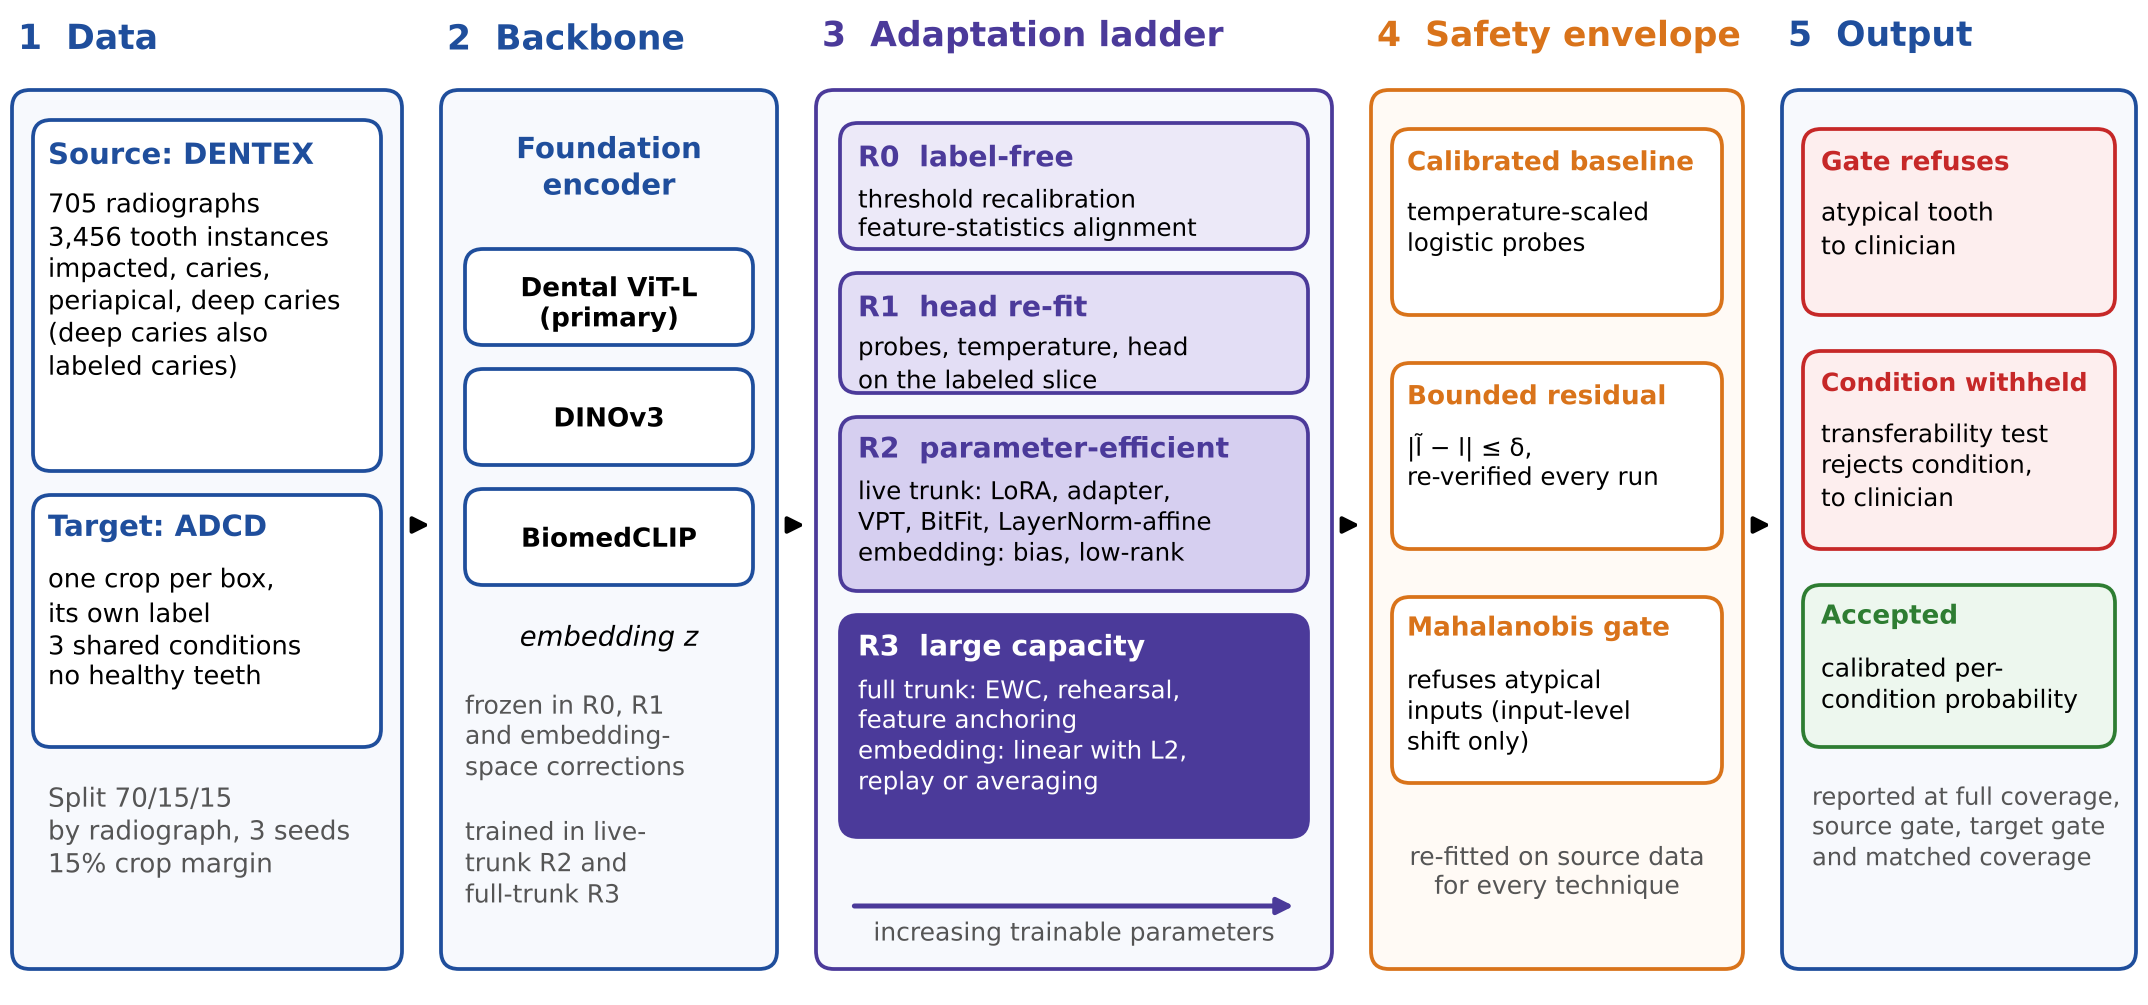 1 Data
Source: DENTEX
705 radiographs
3,456 tooth instances
impacted, caries,
periapical, deep caries
(deep caries also
labeled caries)
Target: ADCD
one crop per box,
its own label
3 shared conditions
no healthy teeth
Split 70/15/15
by radiograph, 3 seeds
15% crop margin
2 Backbone
Foundation
encoder
Dental ViT-L
(primary)
DINOv3
BiomedCLIP
embedding z
frozen in R0, R1
and embedding-
space corrections
trained in live-
trunk R2 and
full-trunk R3
3 Adaptation ladder
R0 label-free
threshold recalibration
feature-statistics alignment
R1 head re-fit
probes, temperature, head
on the labeled slice
R2 parameter-efficient
live trunk: LoRA, adapter,
VPT, BitFit, LayerNorm-affine
embedding: bias, low-rank
R3 large capacity
full trunk: EWC, rehearsal,
feature anchoring
embedding: linear with L2,
replay or averaging
increasing trainable parameters
4 Safety envelope
Calibrated baseline
temperature-scaled
logistic probes
Bounded residual
|l̃ − l| ≤ δ,
re-verified every run
Mahalanobis gate
refuses atypical
inputs (input-level
shift only)
re-fitted on source data
for every technique
5 Output
Gate refuses
atypical tooth
to clinician
Condition withheld
transferability test
rejects condition,
to clinician
Accepted
calibrated per-
condition probability
reported at full coverage,
source gate, target gate
and matched coverage